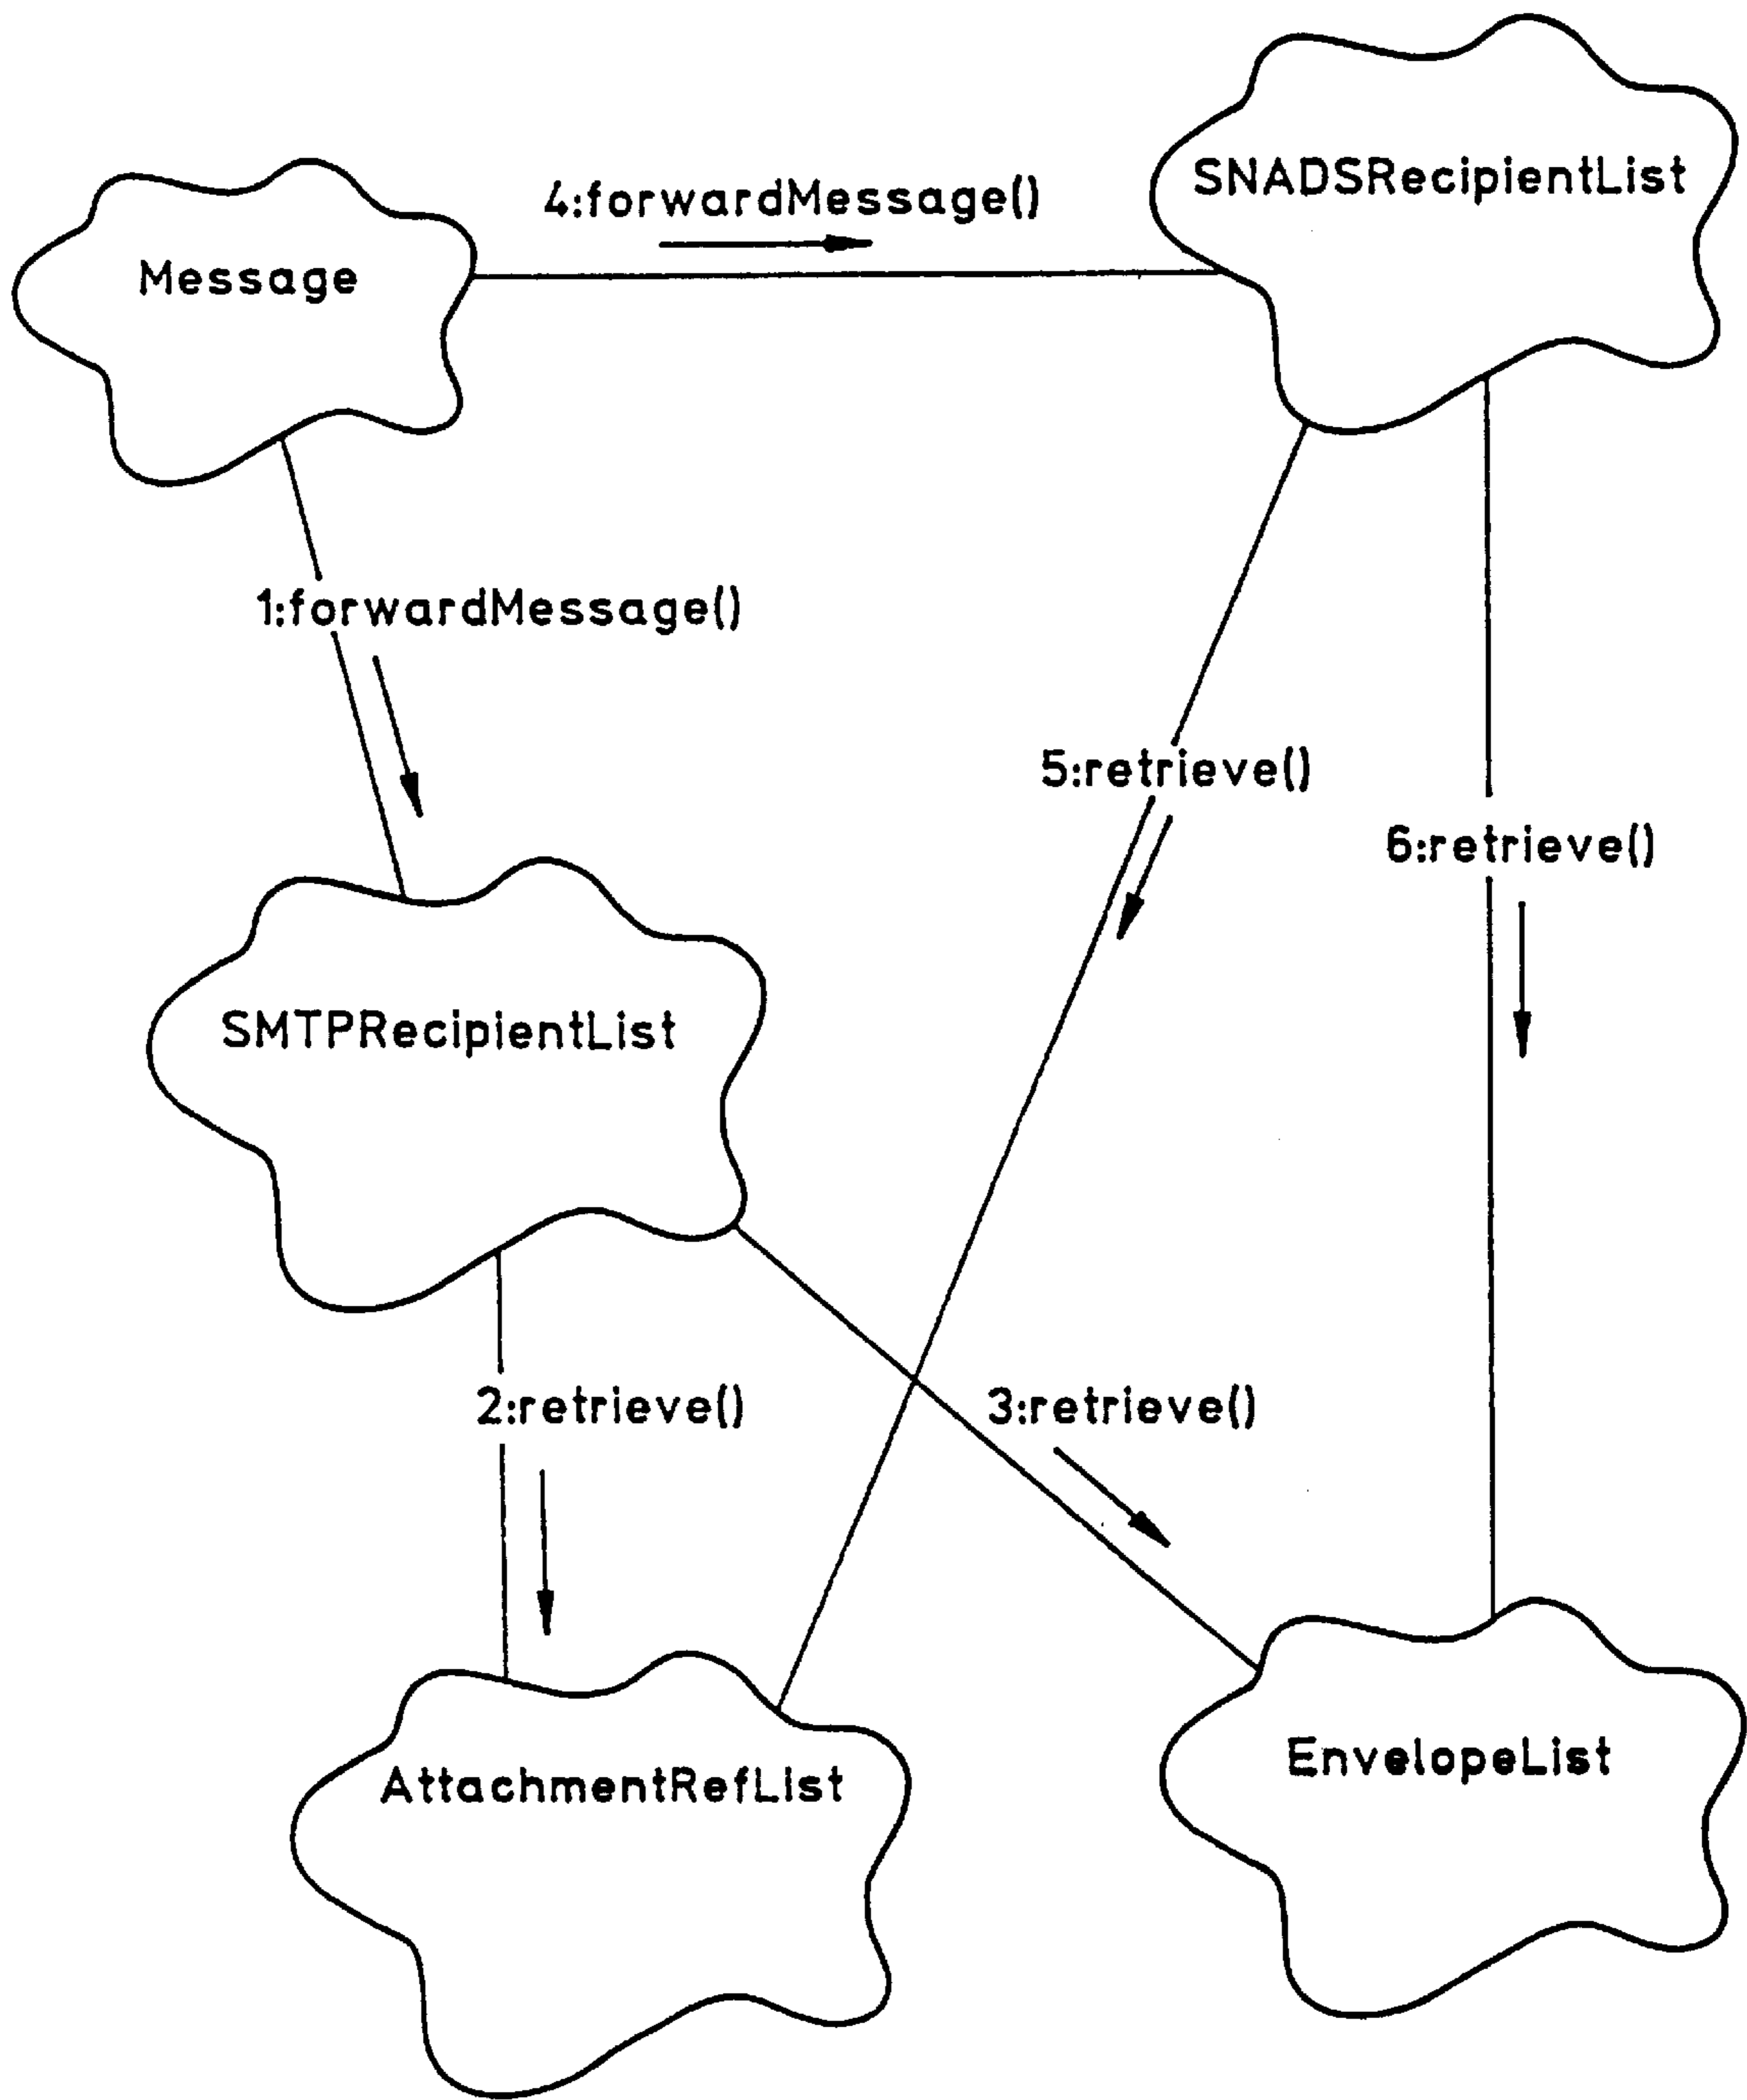 SNADSRecipientList
4:forwardMessage()
Message
1:forwardMessage()
5:retrieve()
6:retrieve()
SMTPRecipientList
2:retrieve()
3:retrieve()
EnvelopeList
AttachmentRefList